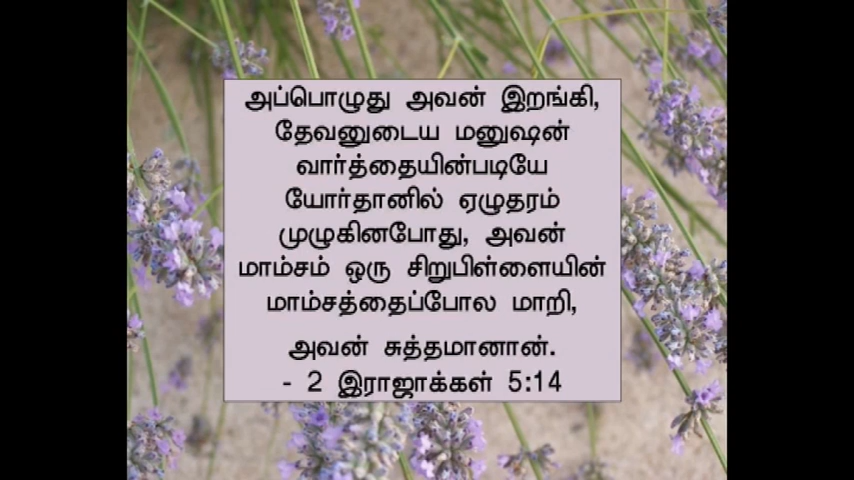 அப்பொழுது அவன் இறங்கி,
தேவனுடைய மனுஷன்
வார்த்தையின்படியே
யோர்தானில் ஏழுதரம்
முழுகினபோது, அவன்
மாம்சம் ஒரு சிறுபிள்ளையின்
மாம்சத்தைப்போல மாறி,
அவன் சுத்தமானான்.
- 2 இராஜாக்கள் 5:14